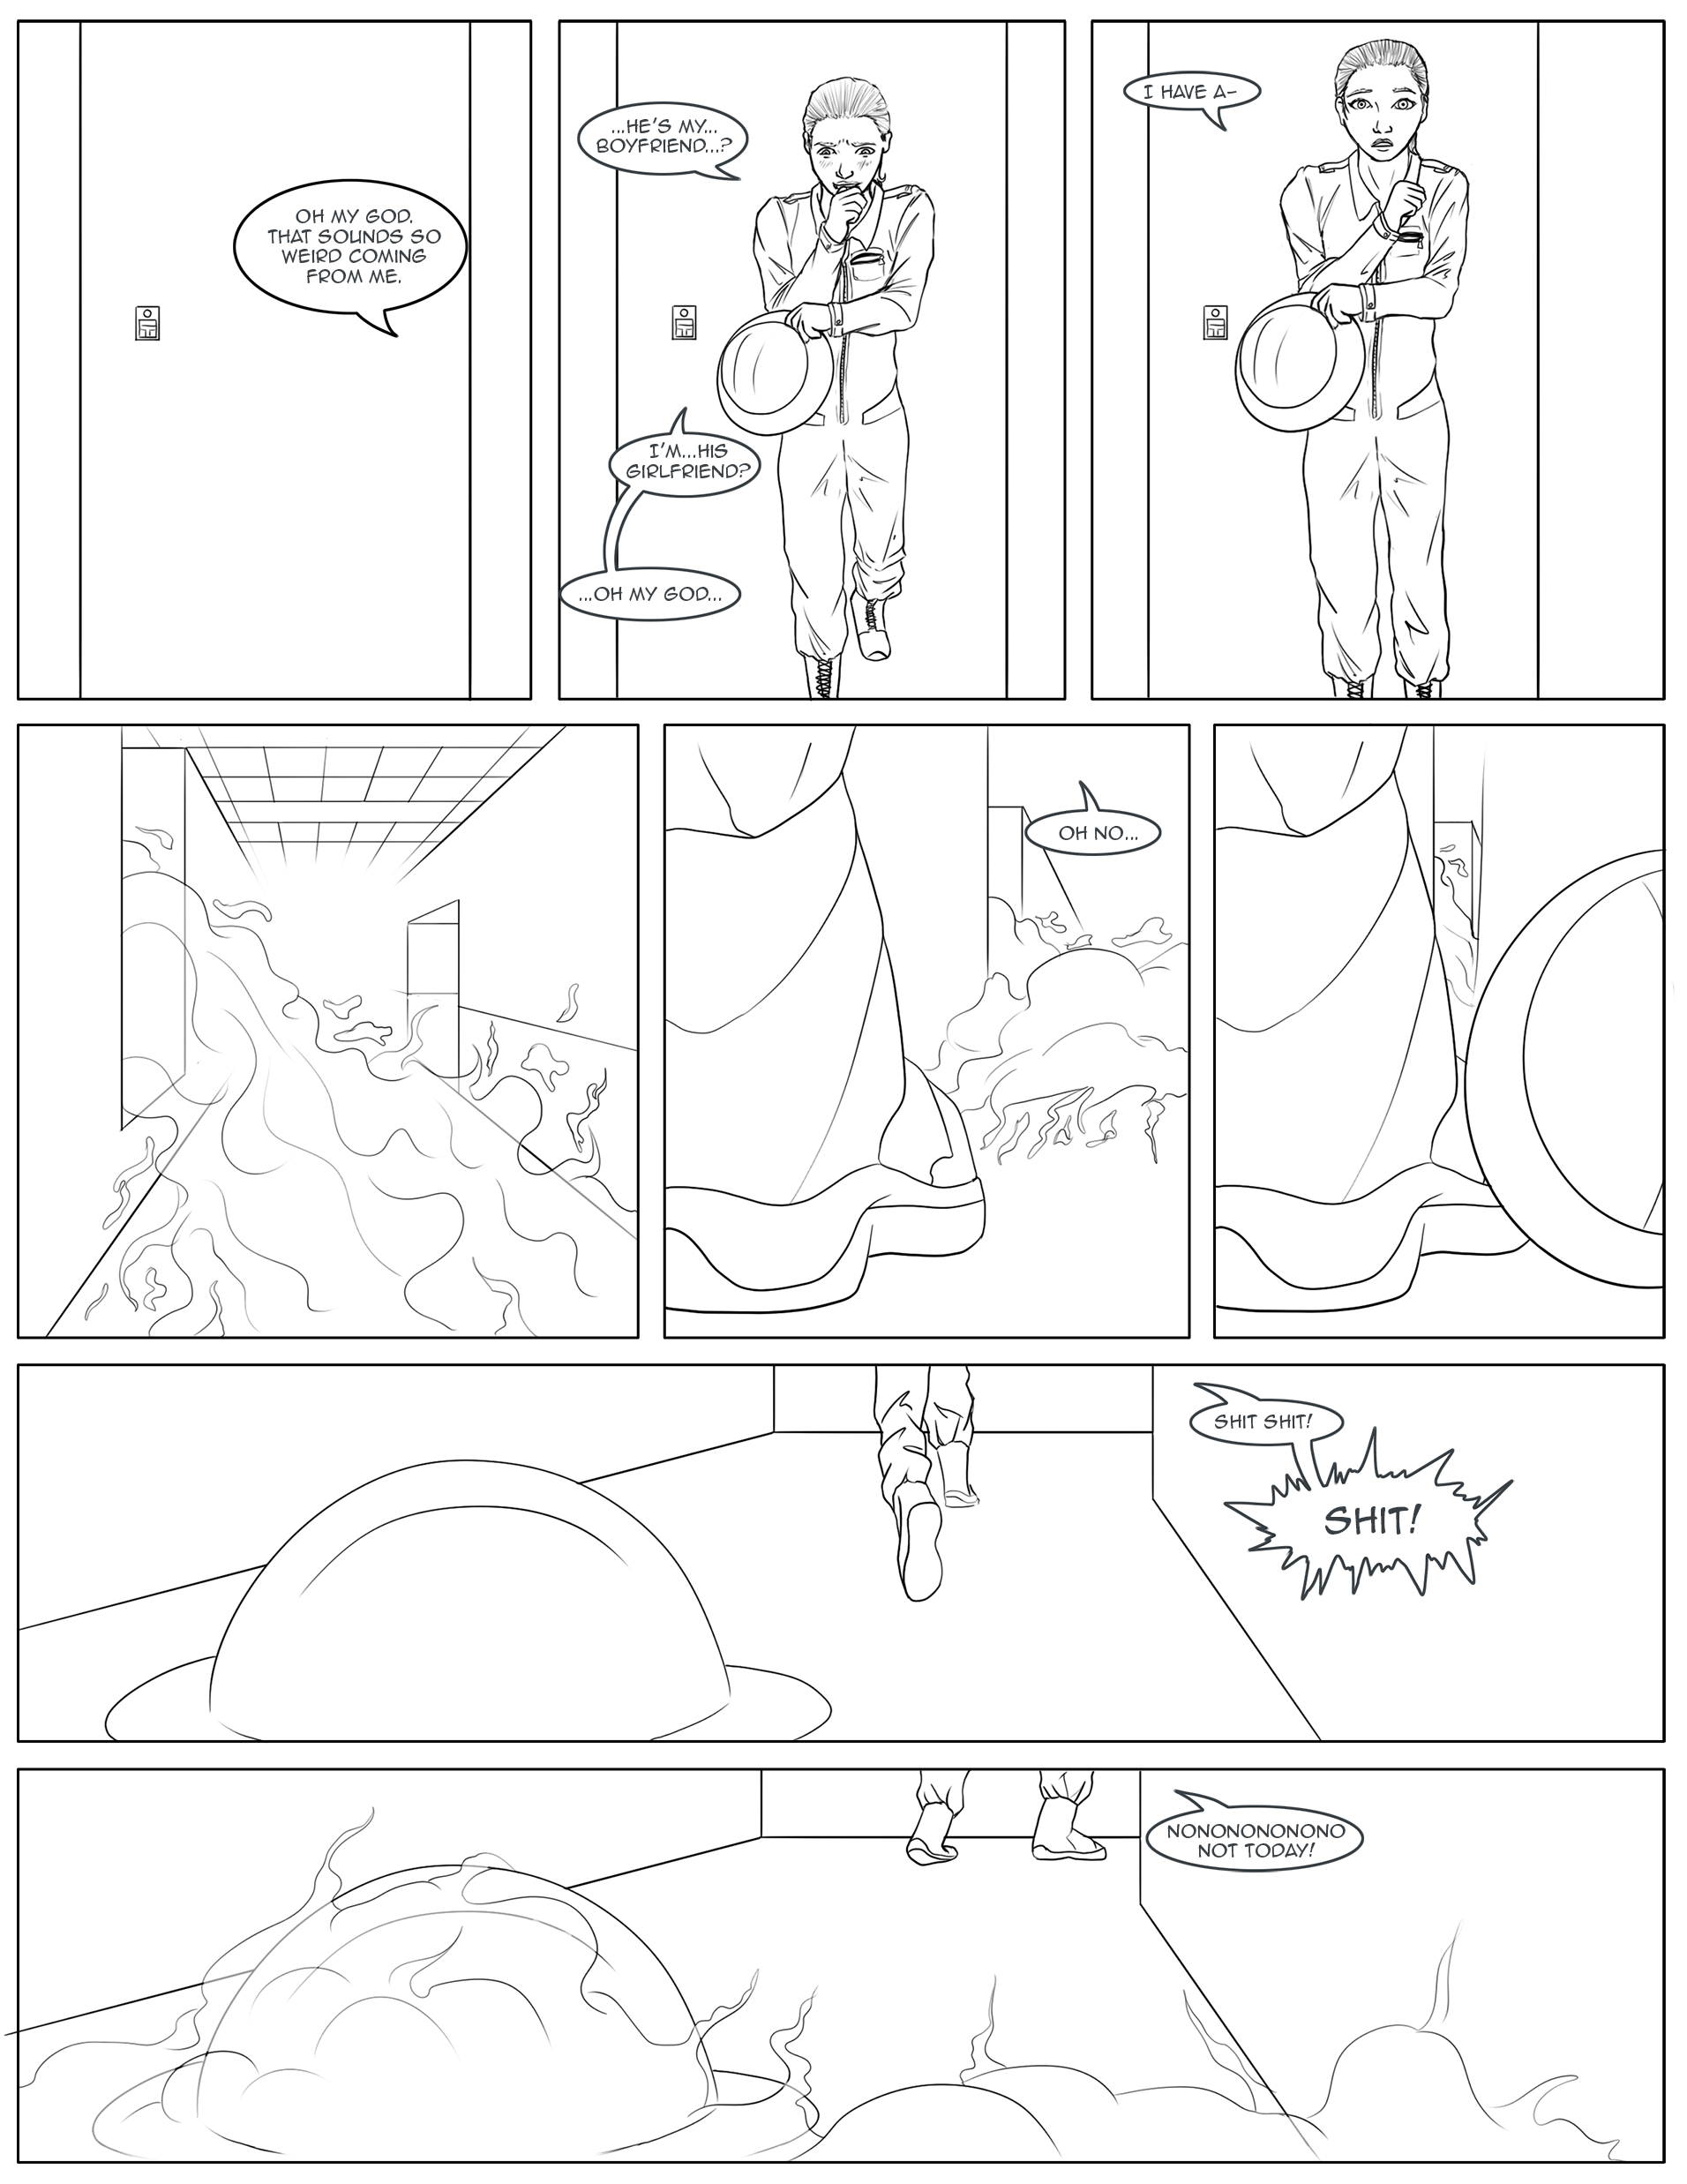 OH MY GOD.
THAT SOUNDS SO
WEIRD COMING
FROM ME.
...HE'S MY...
BOYFRIEND...?
I'M...HIS
GIRLFRIEND?
...OH MY GOD...
I HAVE A-
OH NO...
SHIT SHIT!
SHIT!
NONONONONONO
NOT TODAY!